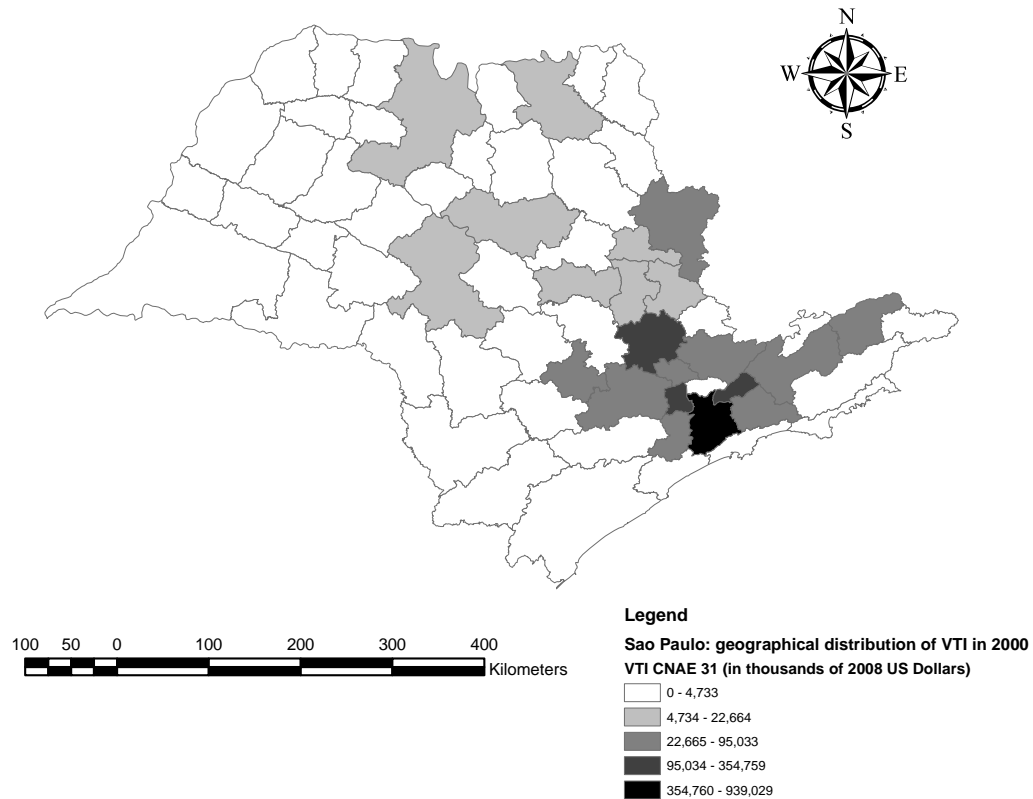 N
W E
S
100 50 0 100 200 300 400
Kilometers
Legend
Sao Paulo: geographical distribution of VTI in 2000
VTI CNAE 31 (in thousands of 2008 US Dollars)
0 - 4,733
4,734 - 22,664
22,665 - 95,033
95,034 - 354,759
354,760 - 939,029